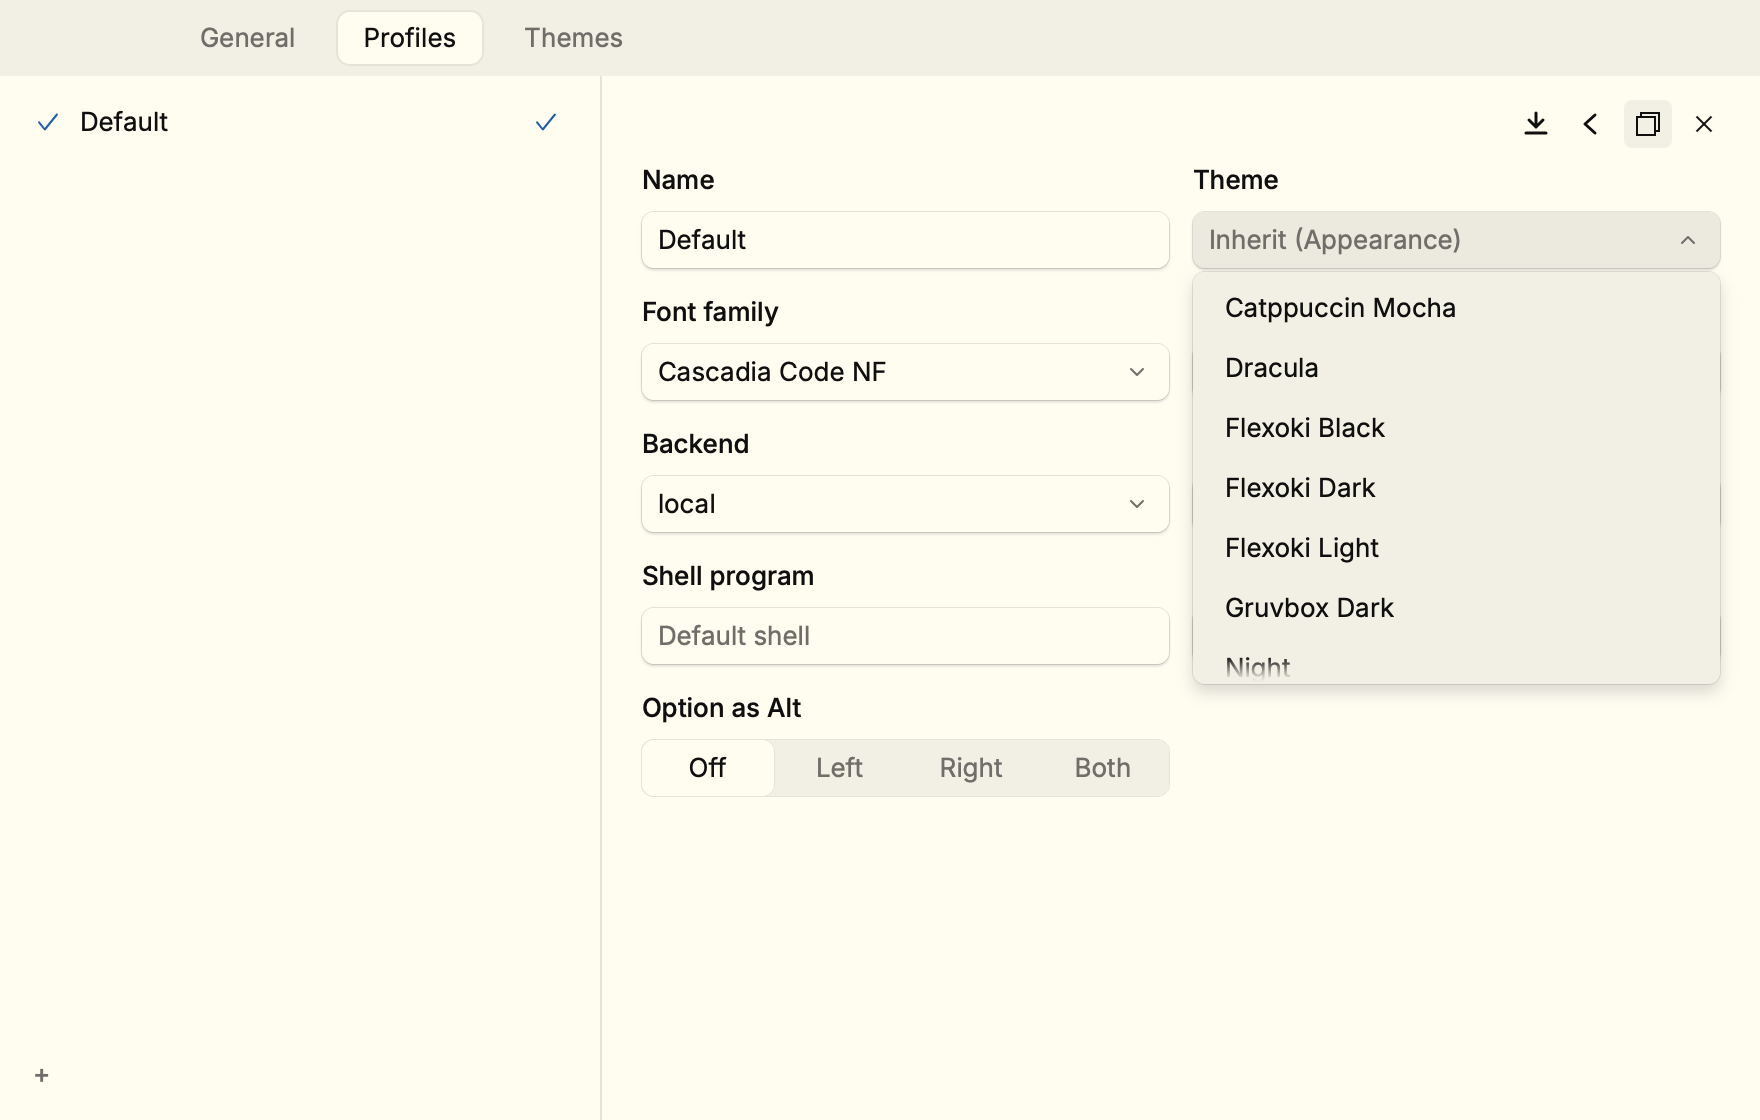 General
Profiles
Themes
Default
Name
Default
Theme
Inherit (Appearance)
Font family
Cascadia Code NF
Backend
local
Shell program
Default shell
Option as Alt
Off
Left
Right
Both
Catppuccin Mocha
Dracula
Flexoki Black
Flexoki Dark
Flexoki Light
Gruvbox Dark
Night